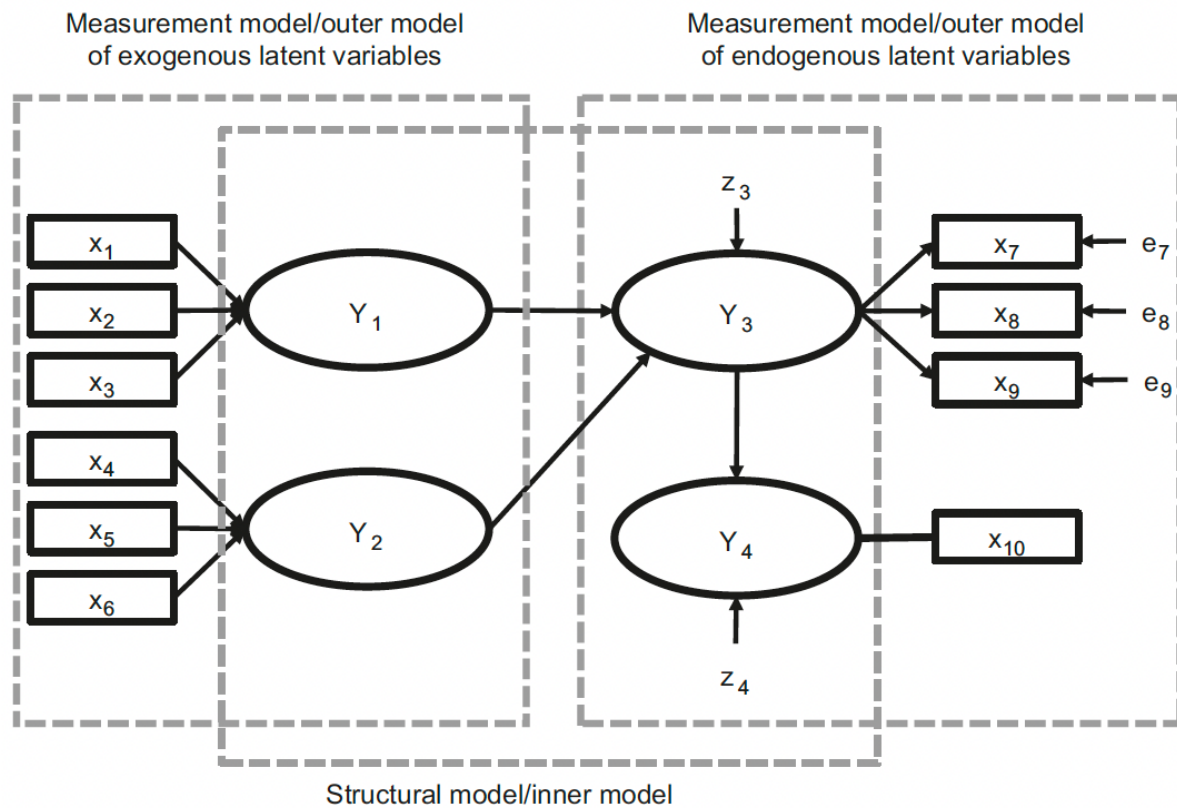 Measurement model/outer model
of exogenous latent variables
Measurement model/outer model
of endogenous latent variables
z3
x1
x2
x3
Y1
Y3
x7
e7
x8
e8
x9
e9
x4
x5
x6
Y2
Y4
x10
z4
Structural model/inner model